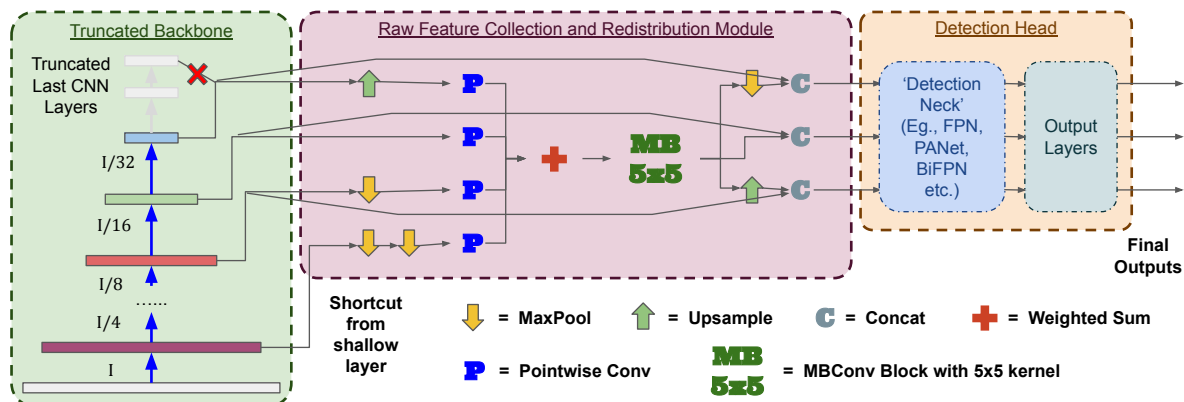 Truncated Backbone
Truncated
Last CNN
Layers
I/32
I/16
I/8
......
I/4
I
Raw Feature Collection and Redistribution Module
P
P
P
P
MB
5x5
C
C
C
Detection Head
'Detection
Neck'
(Eg., FPN,
PANet,
BiFPN
etc.)
Output
Layers
Final
Outputs
Shortcut
from
shallow
layer
= MaxPool
= Upsample
C = Concat
= Weighted Sum
P = Pointwise Conv
MB
5x5
= MBConv Block with 5x5 kernel